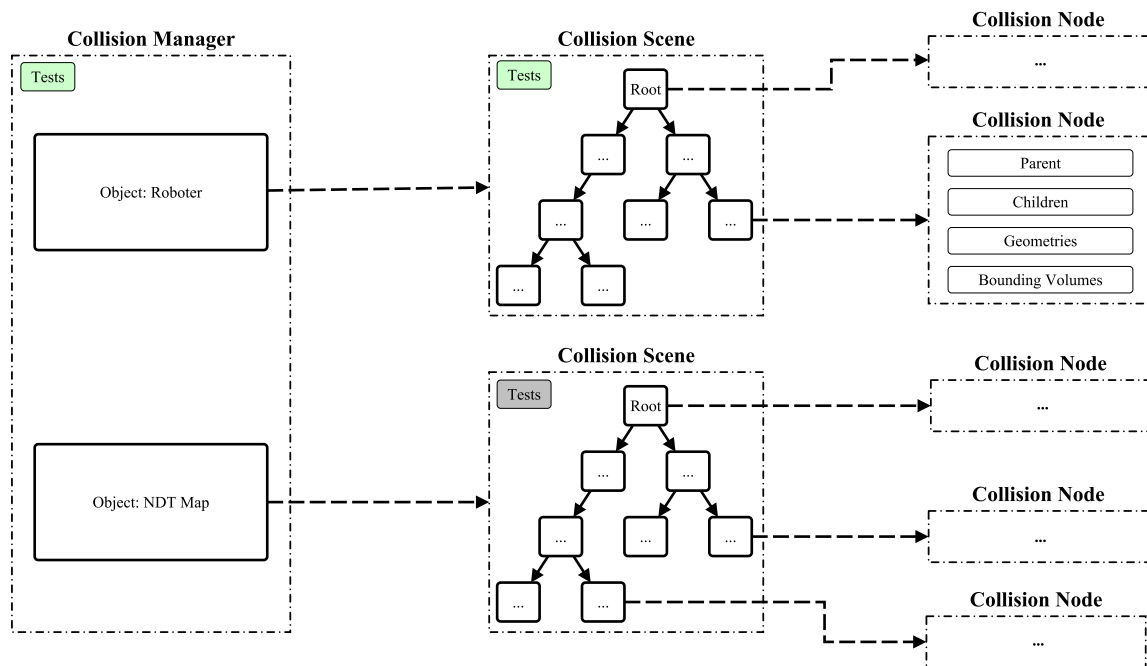 Collision Manager
Tests
Object: Roboter
Object: NDT Map
Collision Scene
Tests
Root
...
...
...
...
...
...
...
Collision Scene
Tests
Root
...
...
...
...
...
...
...
Collision Node
...
Collision Node
Parent
Children
Geometries
Bounding Volumes
Collision Node
...
Collision Node
...
Collision Node
...